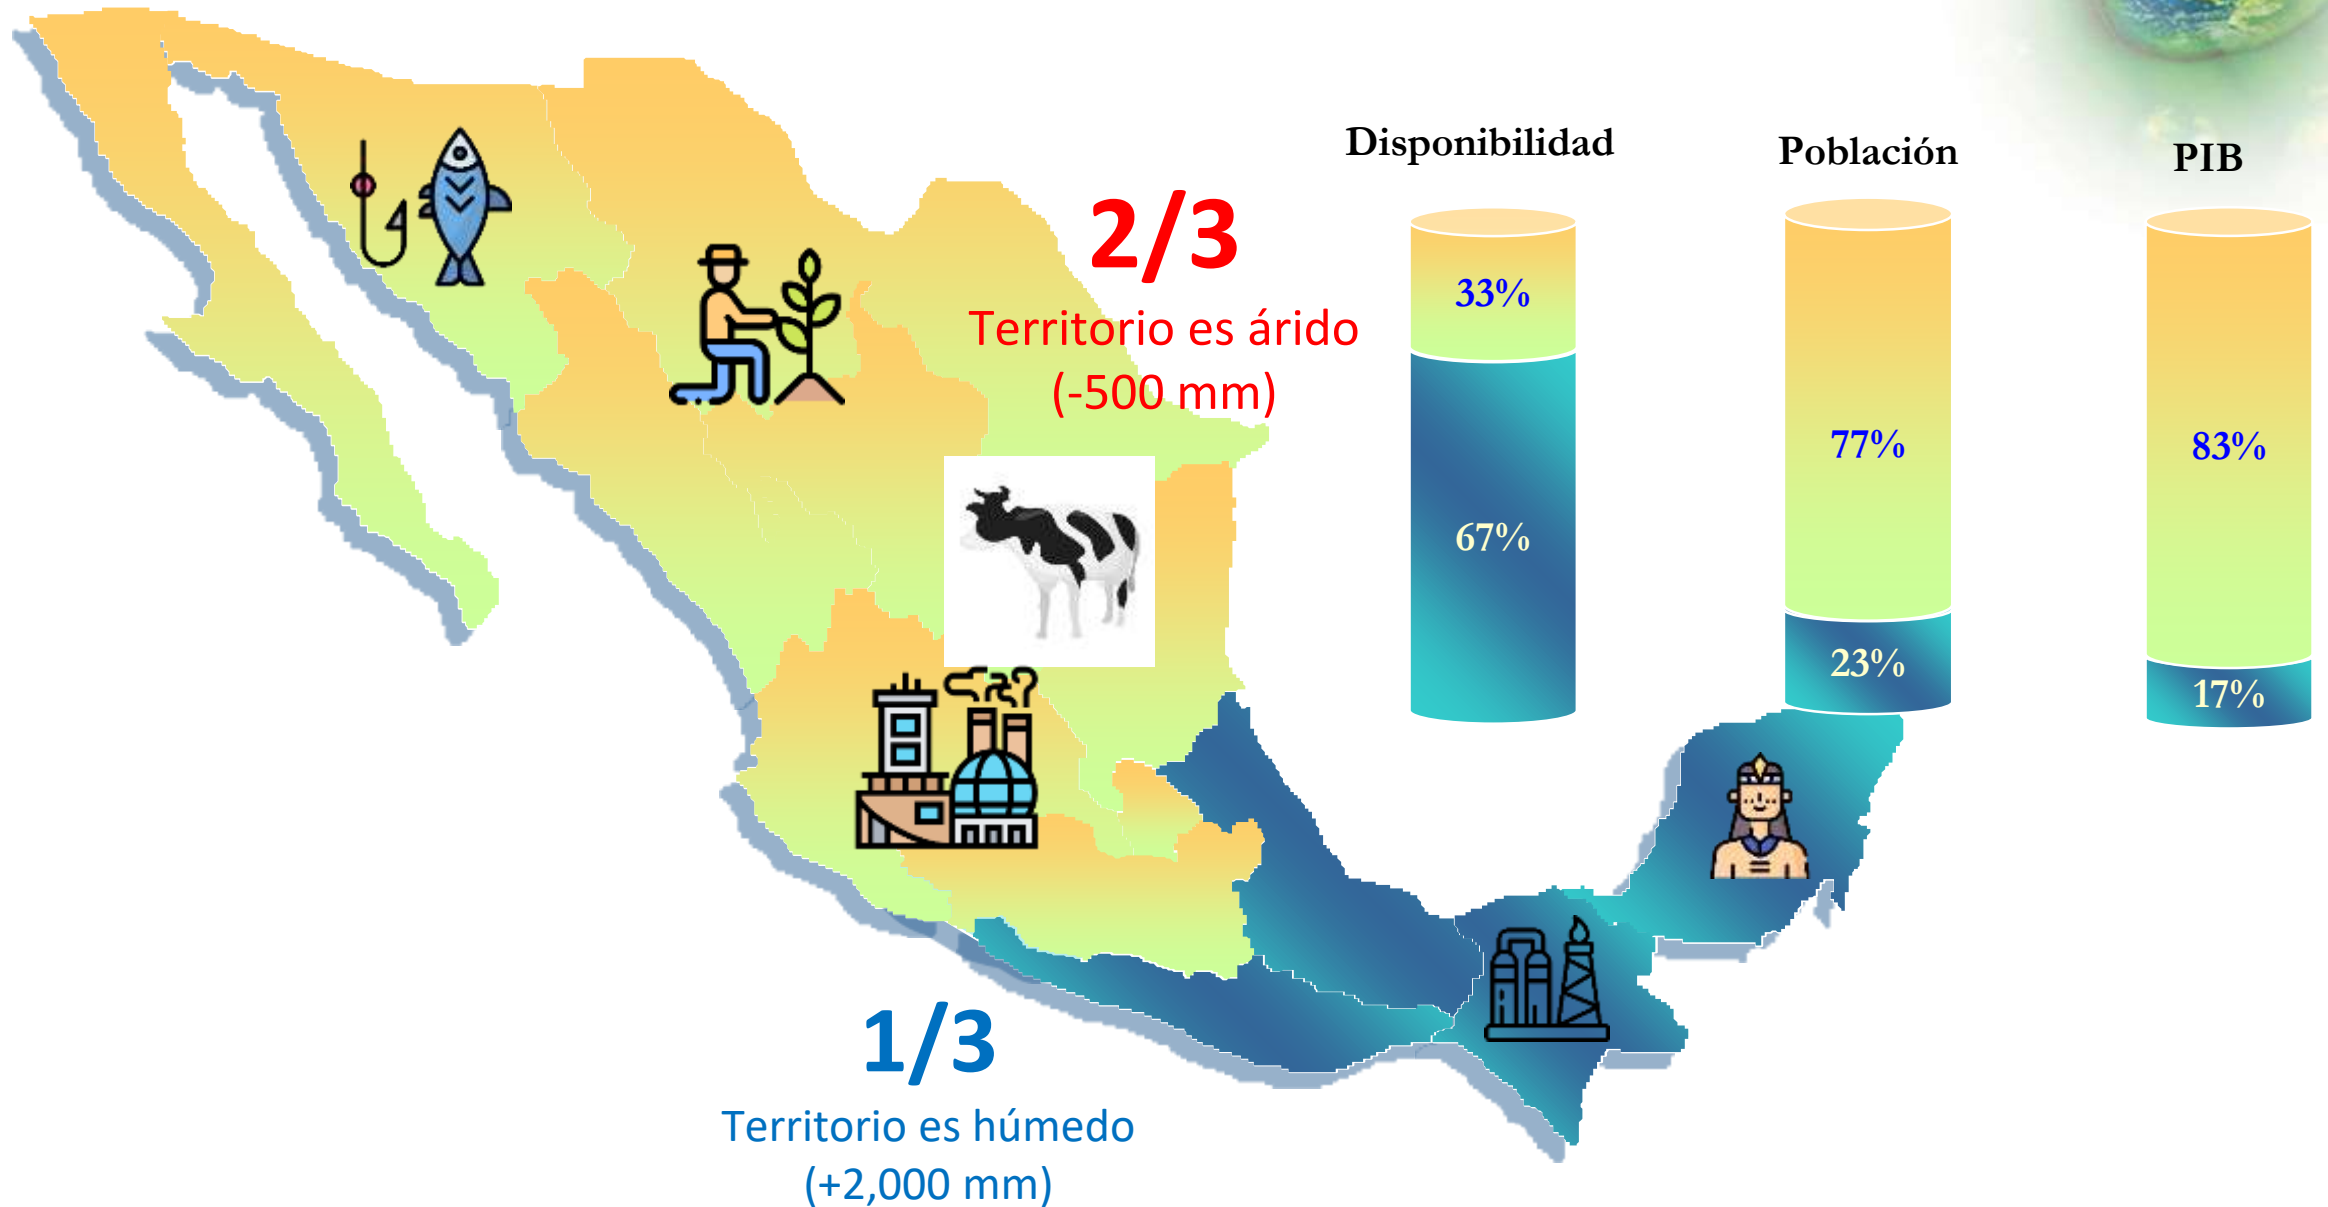 Disponibilidad
Población
PIB
2/3
Territorio es árido
(-500 mm)
33%
67%
77%
23%
83%
17%
1/3
Territorio es húmedo
(+2,000 mm)